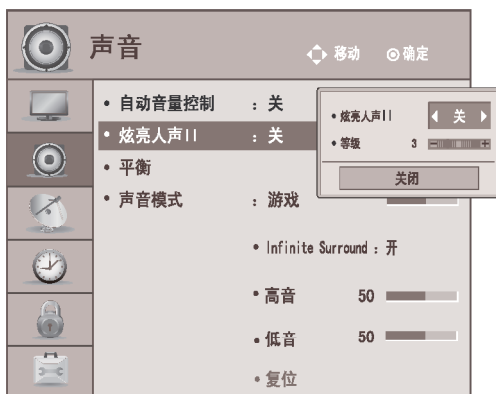 声音 移动 ◎确定
• 自动音量控制 : 关
• 炫亮人声II : 关
• 平衡
• 声音模式 : 游戏
• Infinite Surround : 开
• 高音 50
• 低音 50
• 复位
• 炫亮人声II 关
• 等级 3
关闭